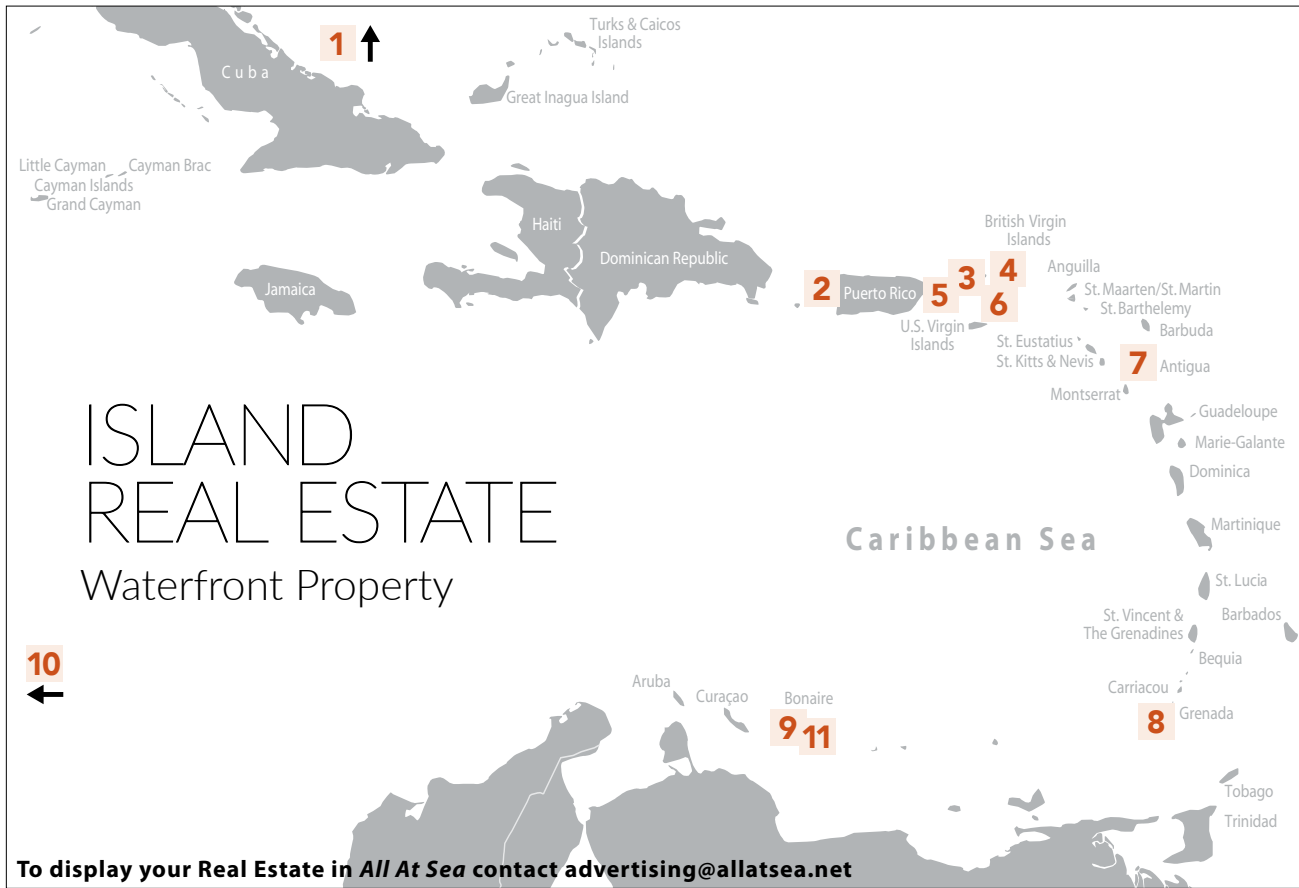 Turks & Caicos
Islands
1
Cuba
Great Inagua Island
Little Cayman
Cayman Brac
Cayman Islands
Grand Cayman
Haiti
Dominican Republic
Jamaica
British Virgin
Islands
2
Puerto Rico
5
3
4
6
U.S. Virgin
Islands
Anguilla
St. Maarten/St. Martin
St. Barthelemy
Barbuda
St. Eustatius
St. Kitts & Nevis
7
Antigua
Montserrat
Guadeloupe
Marie-Galante
Dominica
ISLAND
REAL ESTATE
Waterfront Property
Caribbean Sea
Martinique
St. Lucia
St. Vincent &
The Grenadines
Barbados
Bequia
Carriacou
8
Grenada
10
Aruba
Curaçao
Bonaire
9
11
Tobago
Trinidad
To display your Real Estate in All At Sea contact advertising@allatsea.net